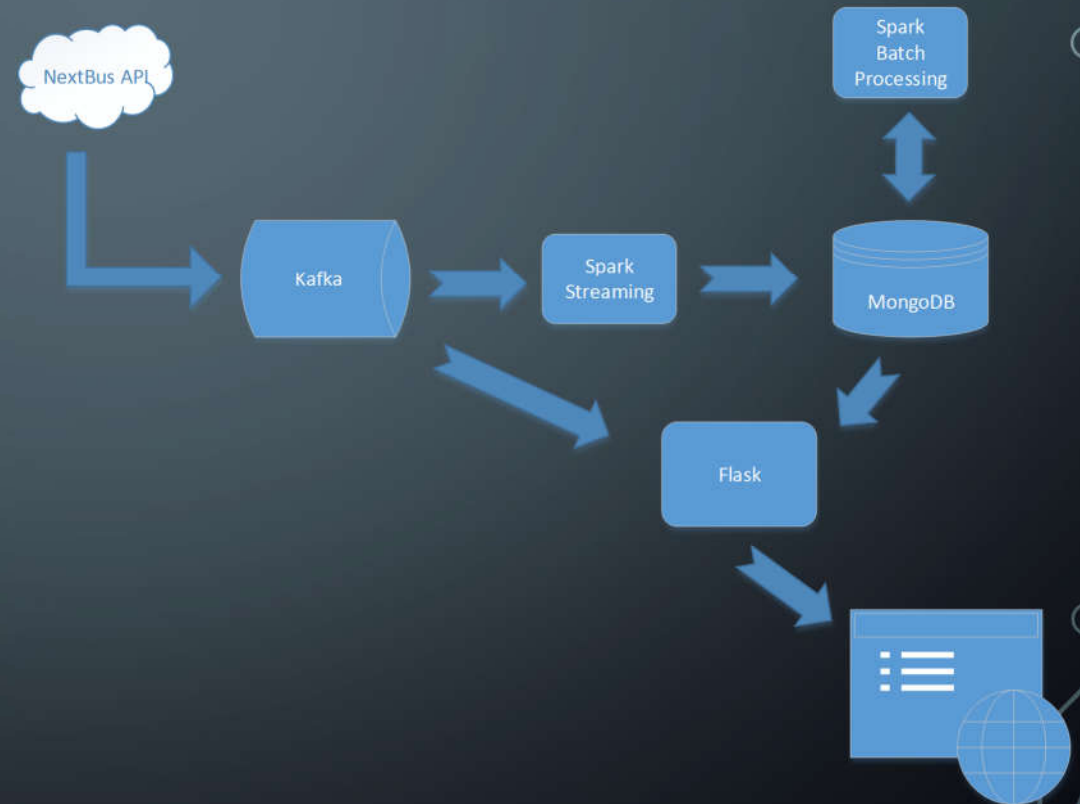 NextBus API
Spark
Batch
Processing
Kafka
Spark
Streaming
MongoDB
Flask